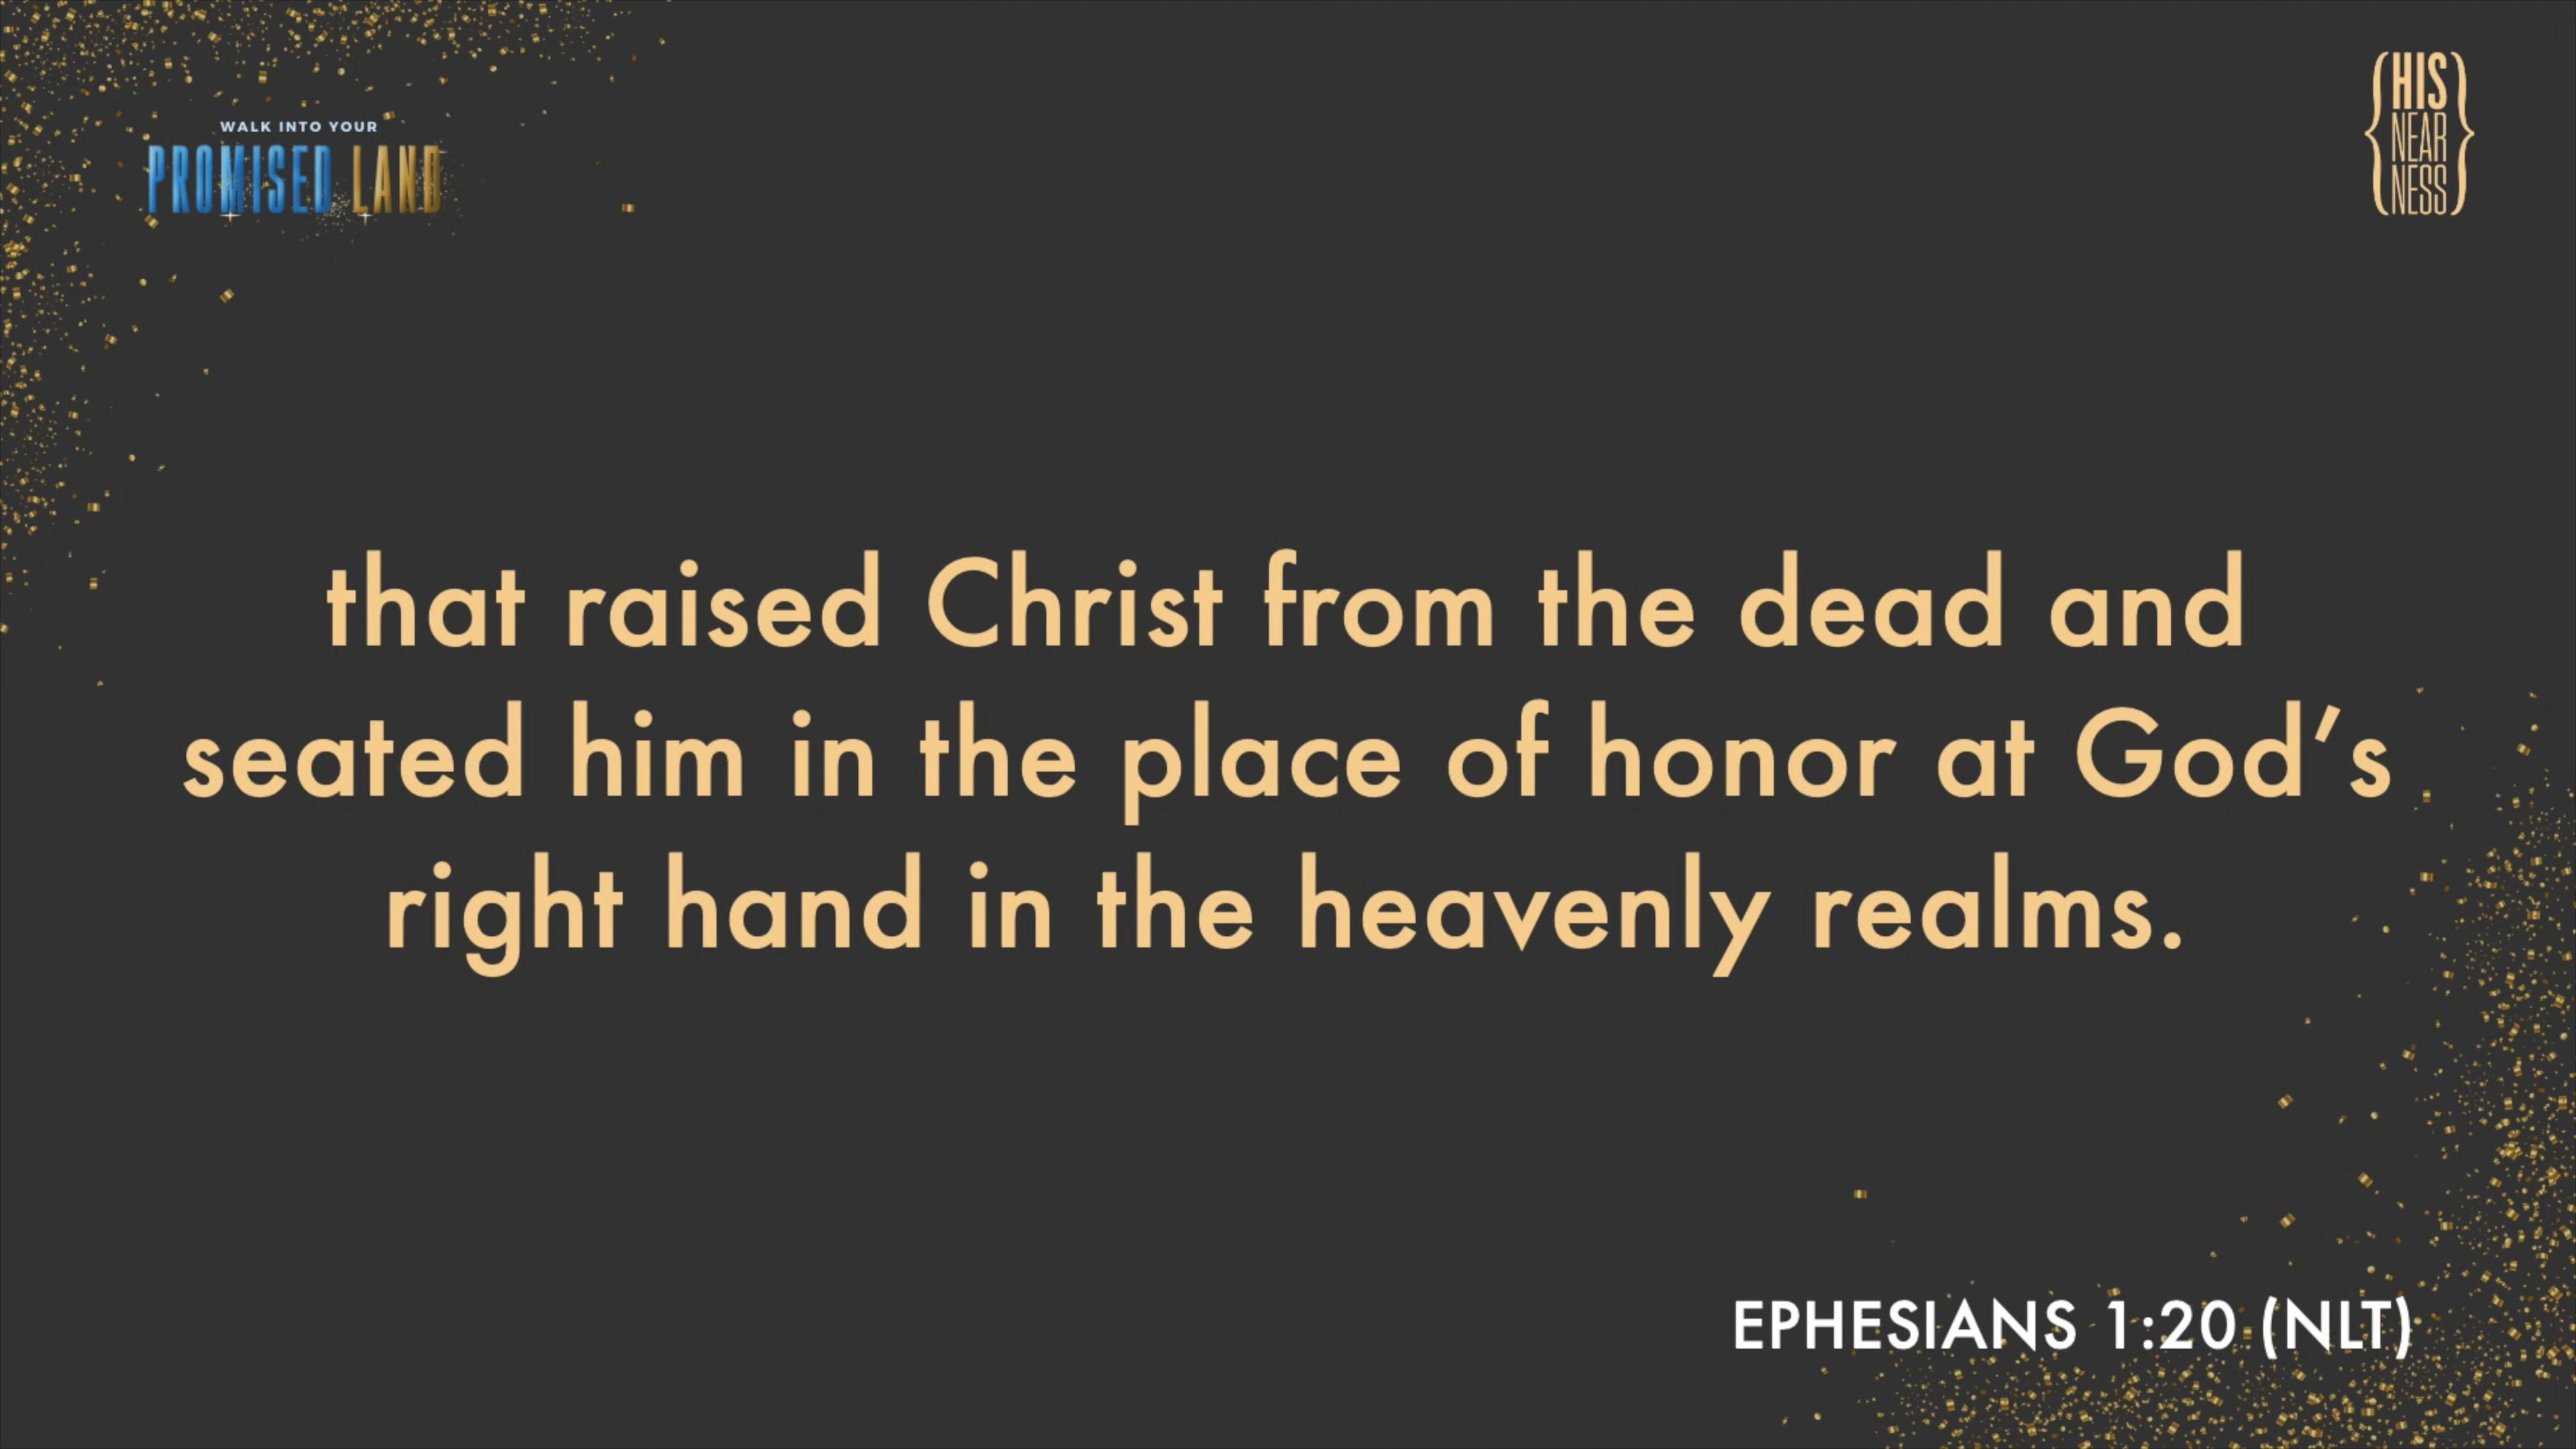 WALK INTO YOUR
PROMISED LAND
{HIS
NEAR
NESS}
that raised Christ from the dead and
seated him in the place of honor at God’s
right hand in the heavenly realms.
EPHESIANS 1:20 (NLT)